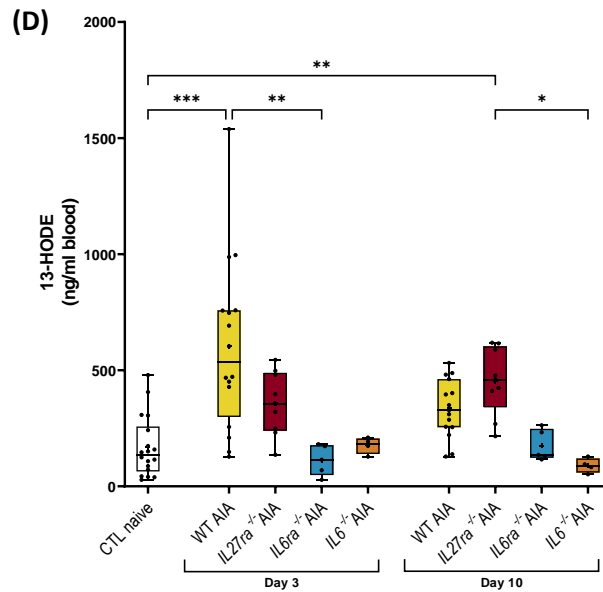 (D)
2000
1500
1000
500
0
13-HODE
(ng/ml blood)
**
***
**
*
CTL naive
WT AIA
IL27ra⁻/⁻ AIA
IL6ra⁻/⁻ AIA
IL6⁻/⁻ AIA
WT AIA
IL27ra⁻/⁻ AIA
IL6ra⁻/⁻ AIA
IL6⁻/⁻ AIA
Day 3
Day 10